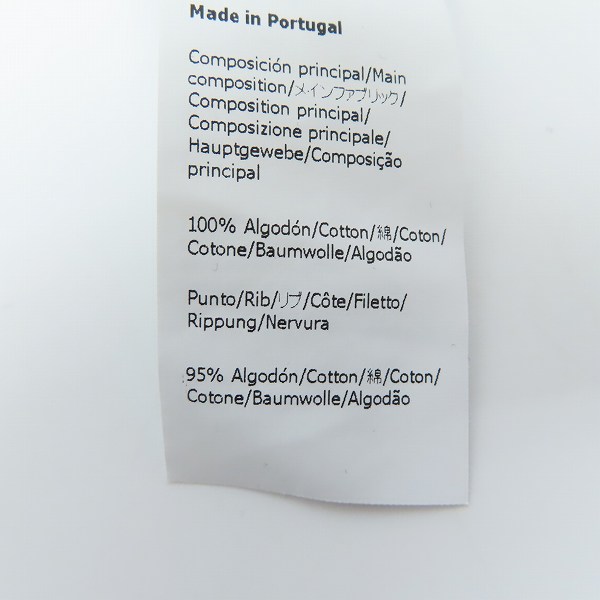 Made in Portugal
Composición principal/Main
composition/メインファブリック/
Composition principal/
Composizione principale/
Hauptgewebe/Composição
principal
100% Algodón/Cotton/綿/Coton/
Cotone/Baumwolle/Algodão
Punto/Rib/リブ/Côte/Filetto/
Rippung/Nervura
95% Algodón/Cotton/綿/Coton/
Cotone/Baumwolle/Algodão